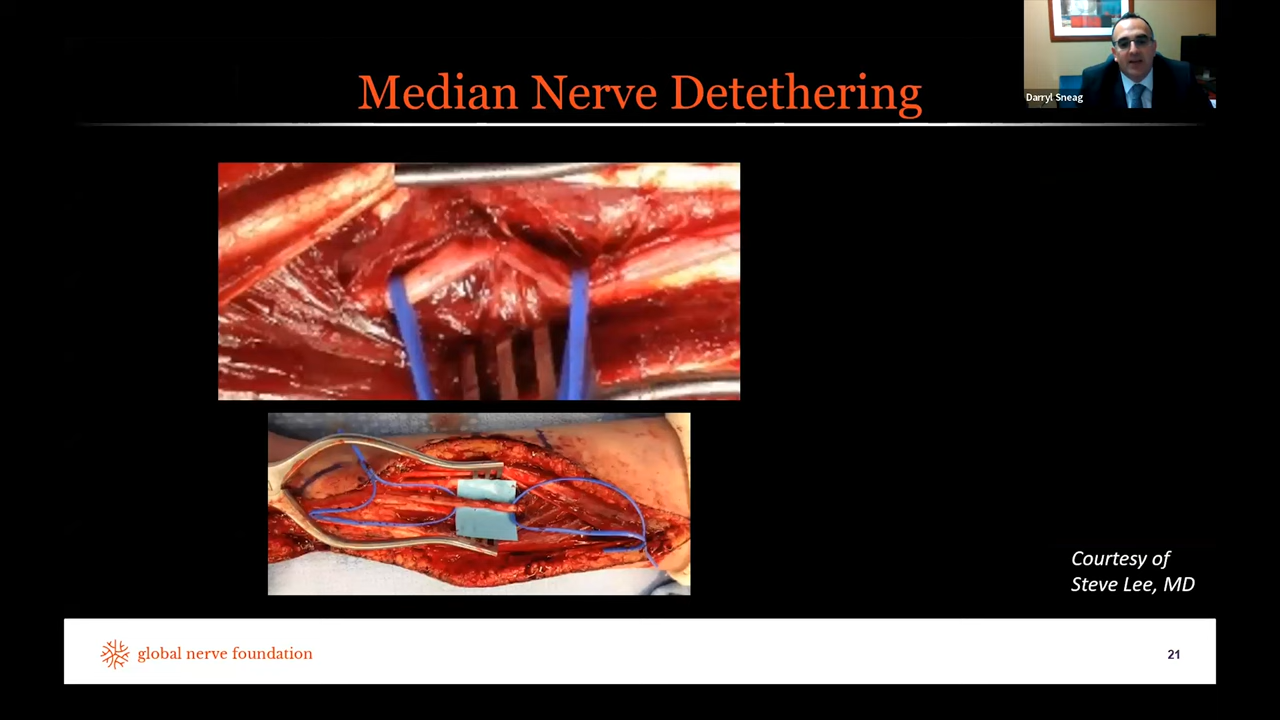 Median Nerve Detethering
Darryl Sneag
Courtesy of
Steve Lee, MD
global nerve foundation
21